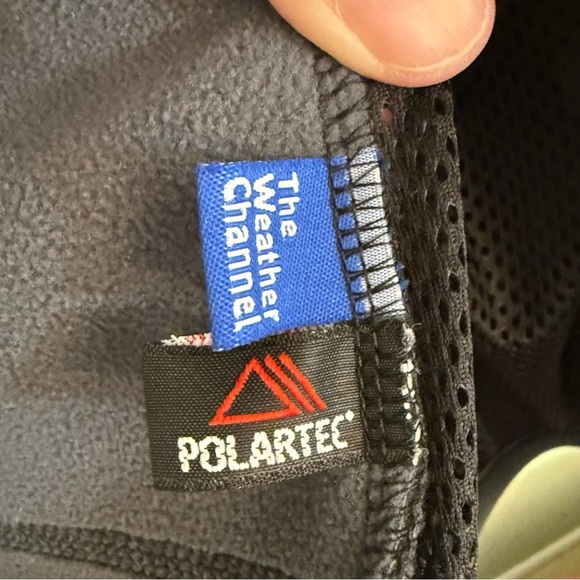 The
Weather
Channel
POLARTEC